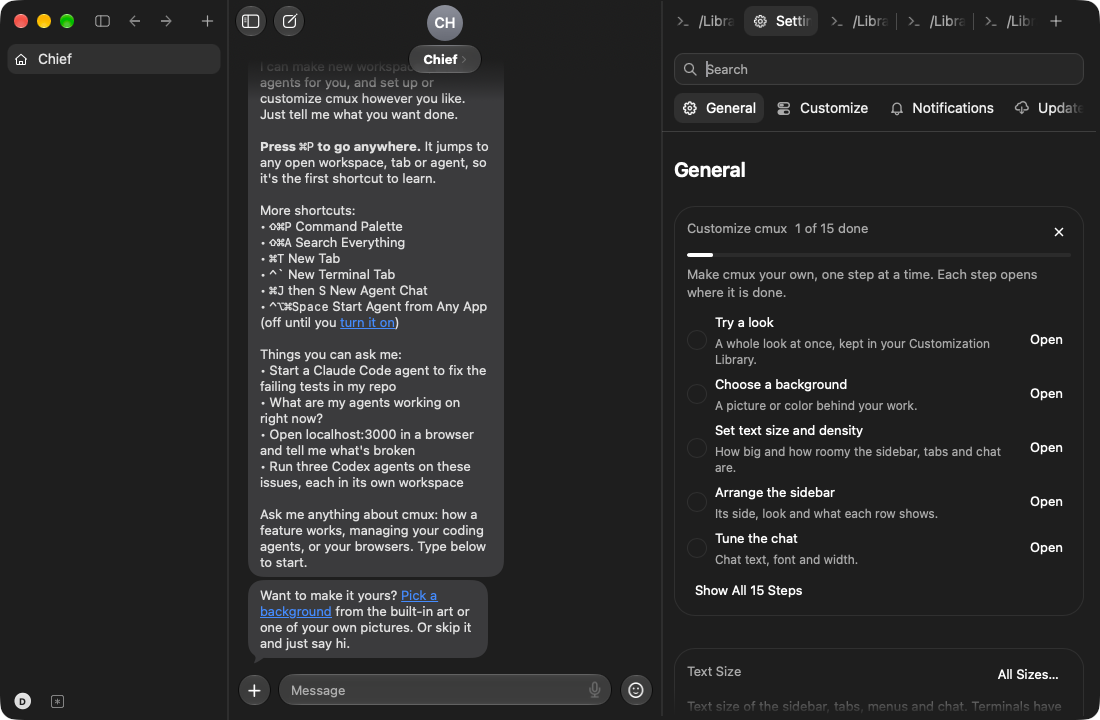 Chief
D
CH
Chief
I can make new workspac
agents for you, and set up or
customize cmux however you like.
Just tell me what you want done.
Press ⌘P to go anywhere. It jumps to
any open workspace, tab or agent, so
it's the first shortcut to learn.
More shortcuts:
• ⇧⌘P Command Palette
• ⇧⌘A Search Everything
• ⌘T New Tab
• ^` New Terminal Tab
• ⌘J then S New Agent Chat
• ^⌥⌘Space Start Agent from Any App
(off until you turn it on)
Things you can ask me:
• Start a Claude Code agent to fix the
failing tests in my repo
• What are my agents working on
right now?
• Open localhost:3000 in a browser
and tell me what's broken
• Run three Codex agents on these
issues, each in its own workspace
Ask me anything about cmux: how a
feature works, managing your coding
agents, or your browsers. Type below
to start.
Want to make it yours? Pick a
background from the built-in art or
one of your own pictures. Or skip it
and just say hi.
Message
/Libra Settin /Libra /Libra /Libr
Search
General Customize Notifications Update
General
Customize cmux 1 of 15 done
Make cmux your own, one step at a time. Each step opens
where it is done.
Try a look
A whole look at once, kept in your Customization
Library.
Open
Choose a background
A picture or color behind your work.
Open
Set text size and density
How big and how roomy the sidebar, tabs and chat
are.
Open
Arrange the sidebar
Its side, look and what each row shows.
Open
Tune the chat
Chat text, font and width.
Open
Show All 15 Steps
Text Size
All Sizes...
Text size of the sidebar, tabs, menus and chat. Terminals have